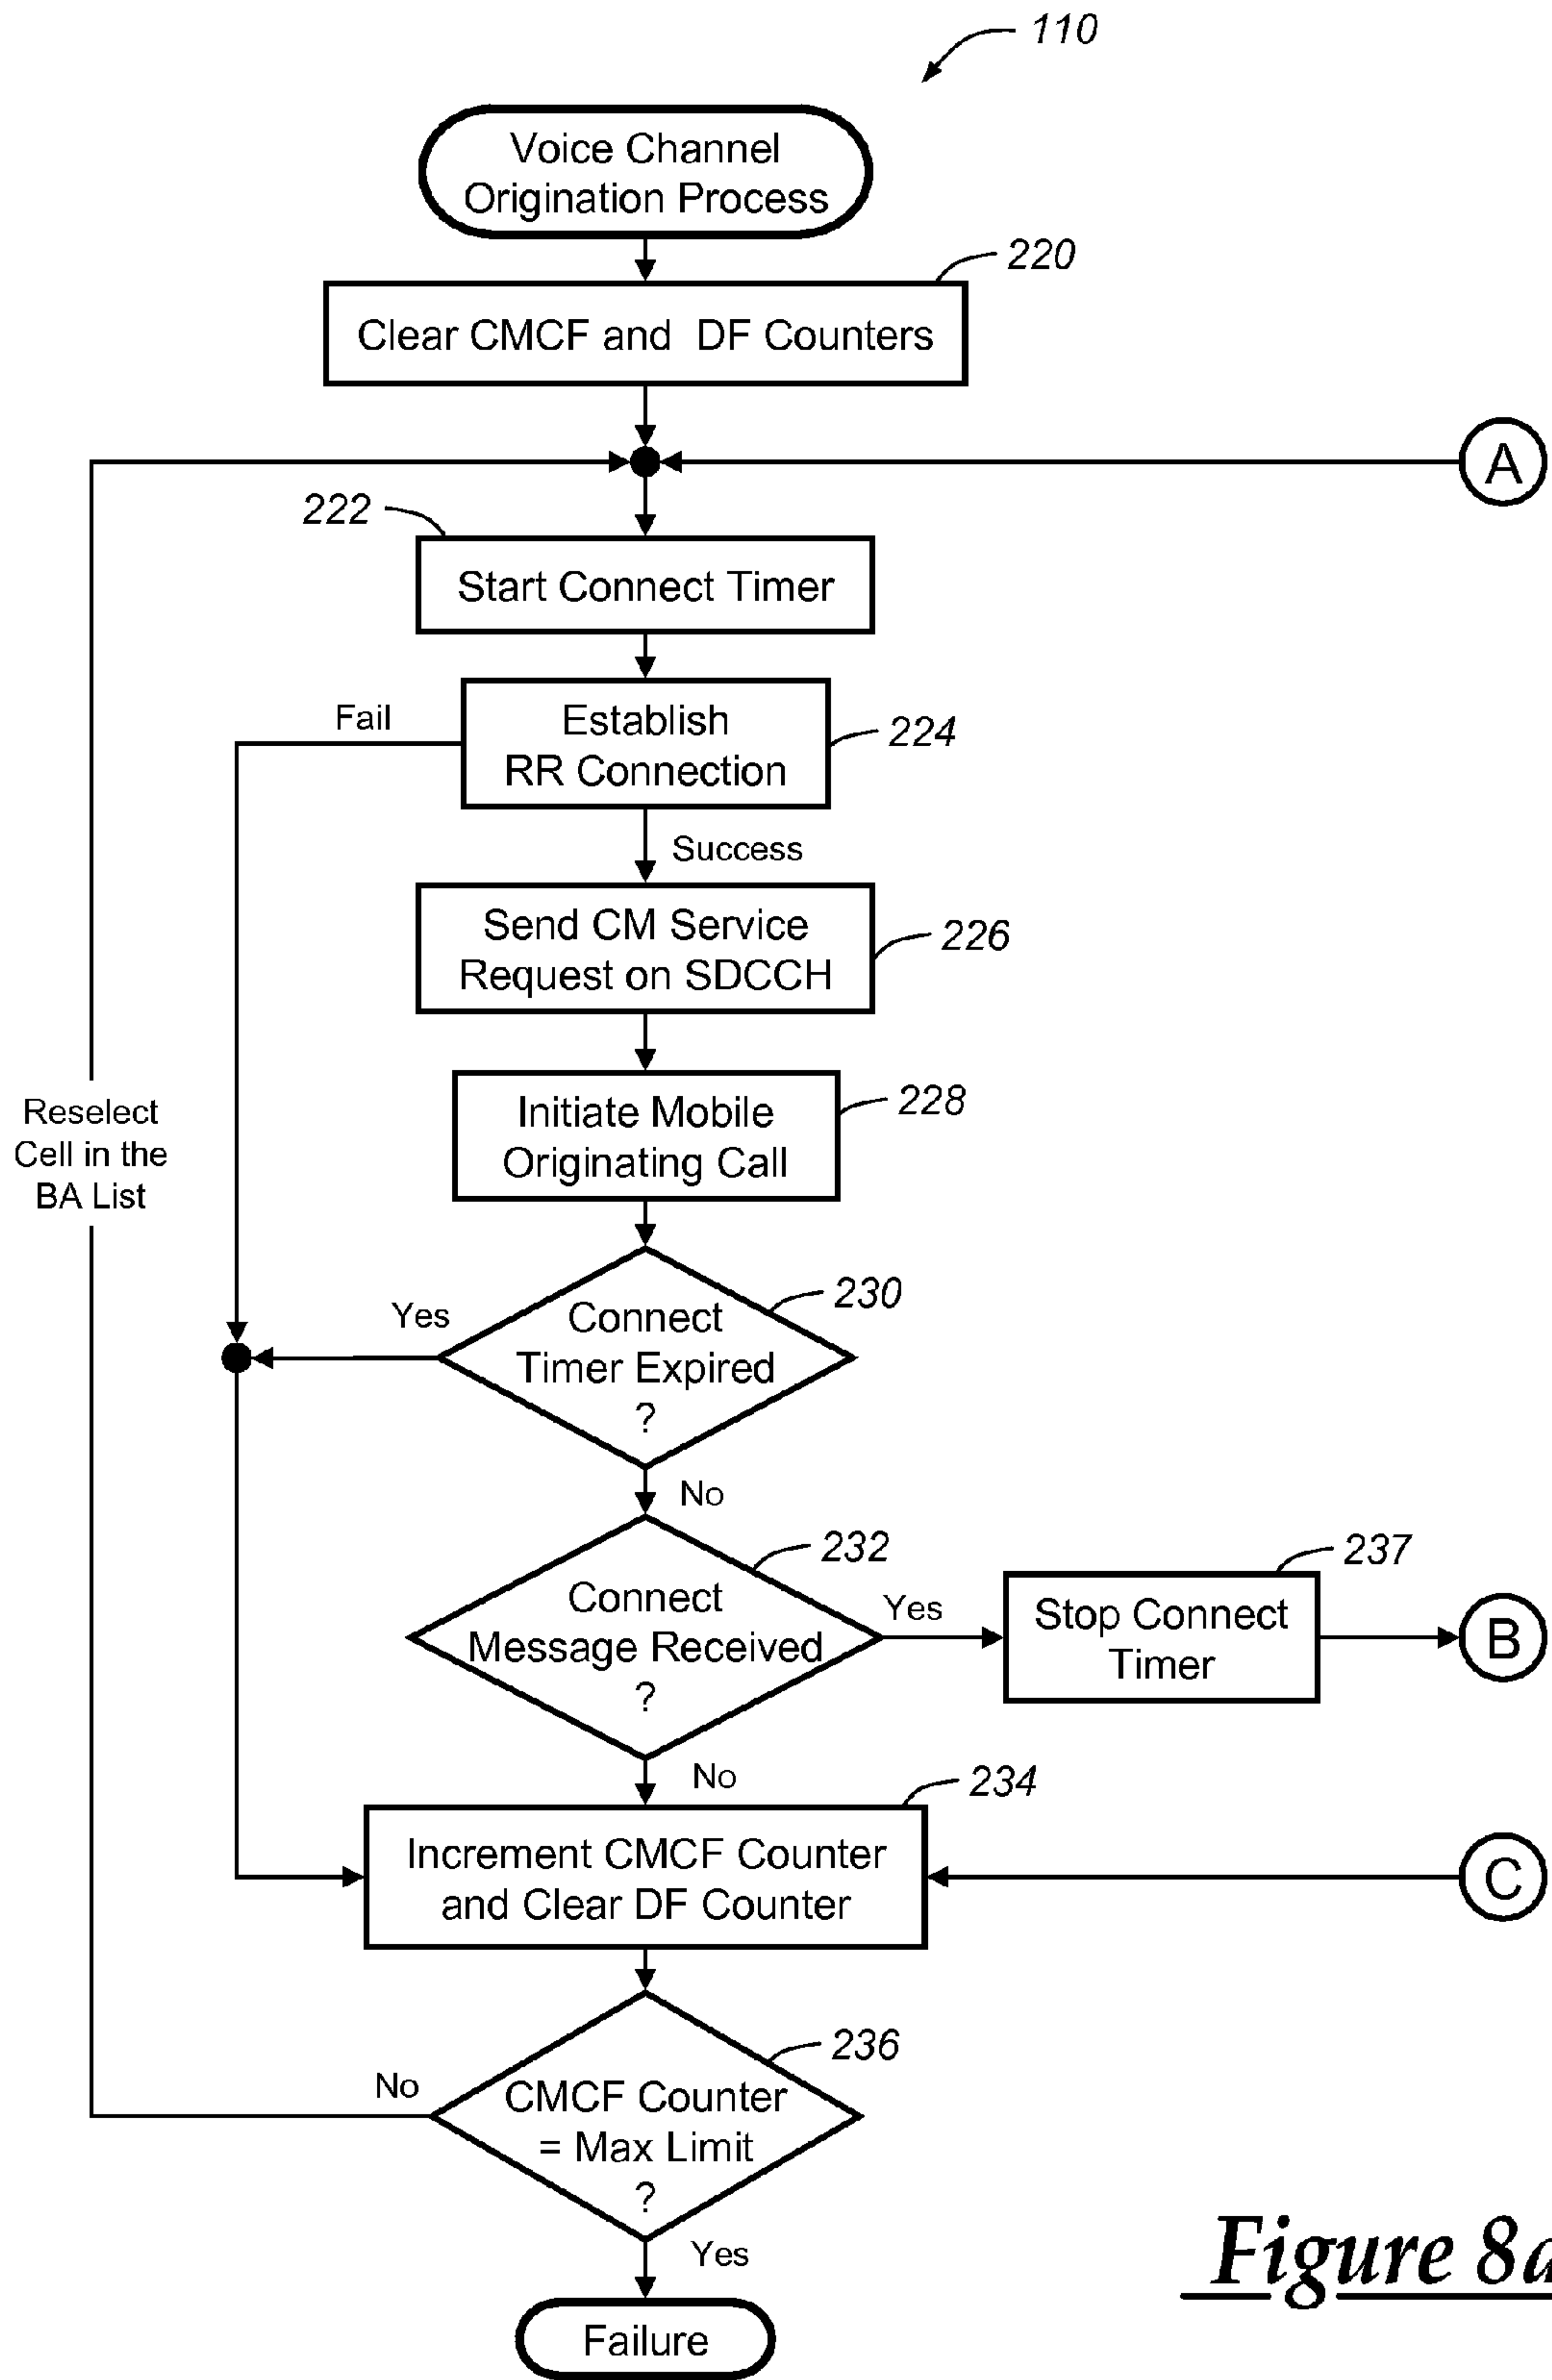 110
Voice Channel
Origination Process
220
Clear CMCF and DF Counters
A
222
Start Connect Timer
Fail
Establish
RR Connection
224
Success
Send CM Service
Request on SDCCH
226
Initiate Mobile
Originating Call
228
Reselect
Cell in the
BA List
230
Yes
Connect
Timer Expired
?
No
232
237
Connect
Message Received
?
Yes
Stop Connect
Timer
B
No
234
Increment CMCF Counter
and Clear DF Counter
C
236
No
CMCF Counter
= Max Limit
?
Yes
Figure 8a
Failure